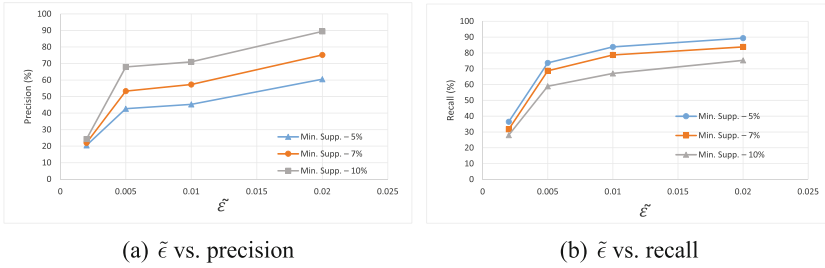 Precision (%)
100
90
80
70
60
50
40
30
20
10
0
0 0.005 0.01 0.015 0.02 0.025
ε̃
Min. Supp. – 5%
Min. Supp. – 7%
Min. Supp. – 10%
(a) ϵ̃ vs. precision
Recall (%)
100
90
80
70
60
50
40
30
20
10
0
0 0.005 0.01 0.015 0.02 0.025
ε̃
Min. Supp. – 5%
Min. Supp. – 7%
Min. Supp. – 10%
(b) ϵ̃ vs. recall